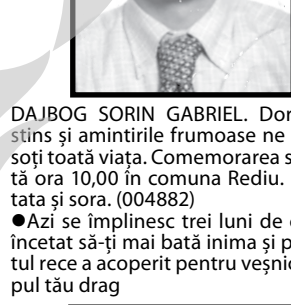 DAJBOG SORIN GABRIEL. Dor
stins și amintirile frumoase ne
soți toată viața. Comemorarea s
tă ora 10,00 în comuna Rediu.
tata și sora. (004882)
●Azi se împlinesc trei luni de
încetat să-ți mai bată inima și p
tul rece a acoperit pentru veșnic
pul tău drag